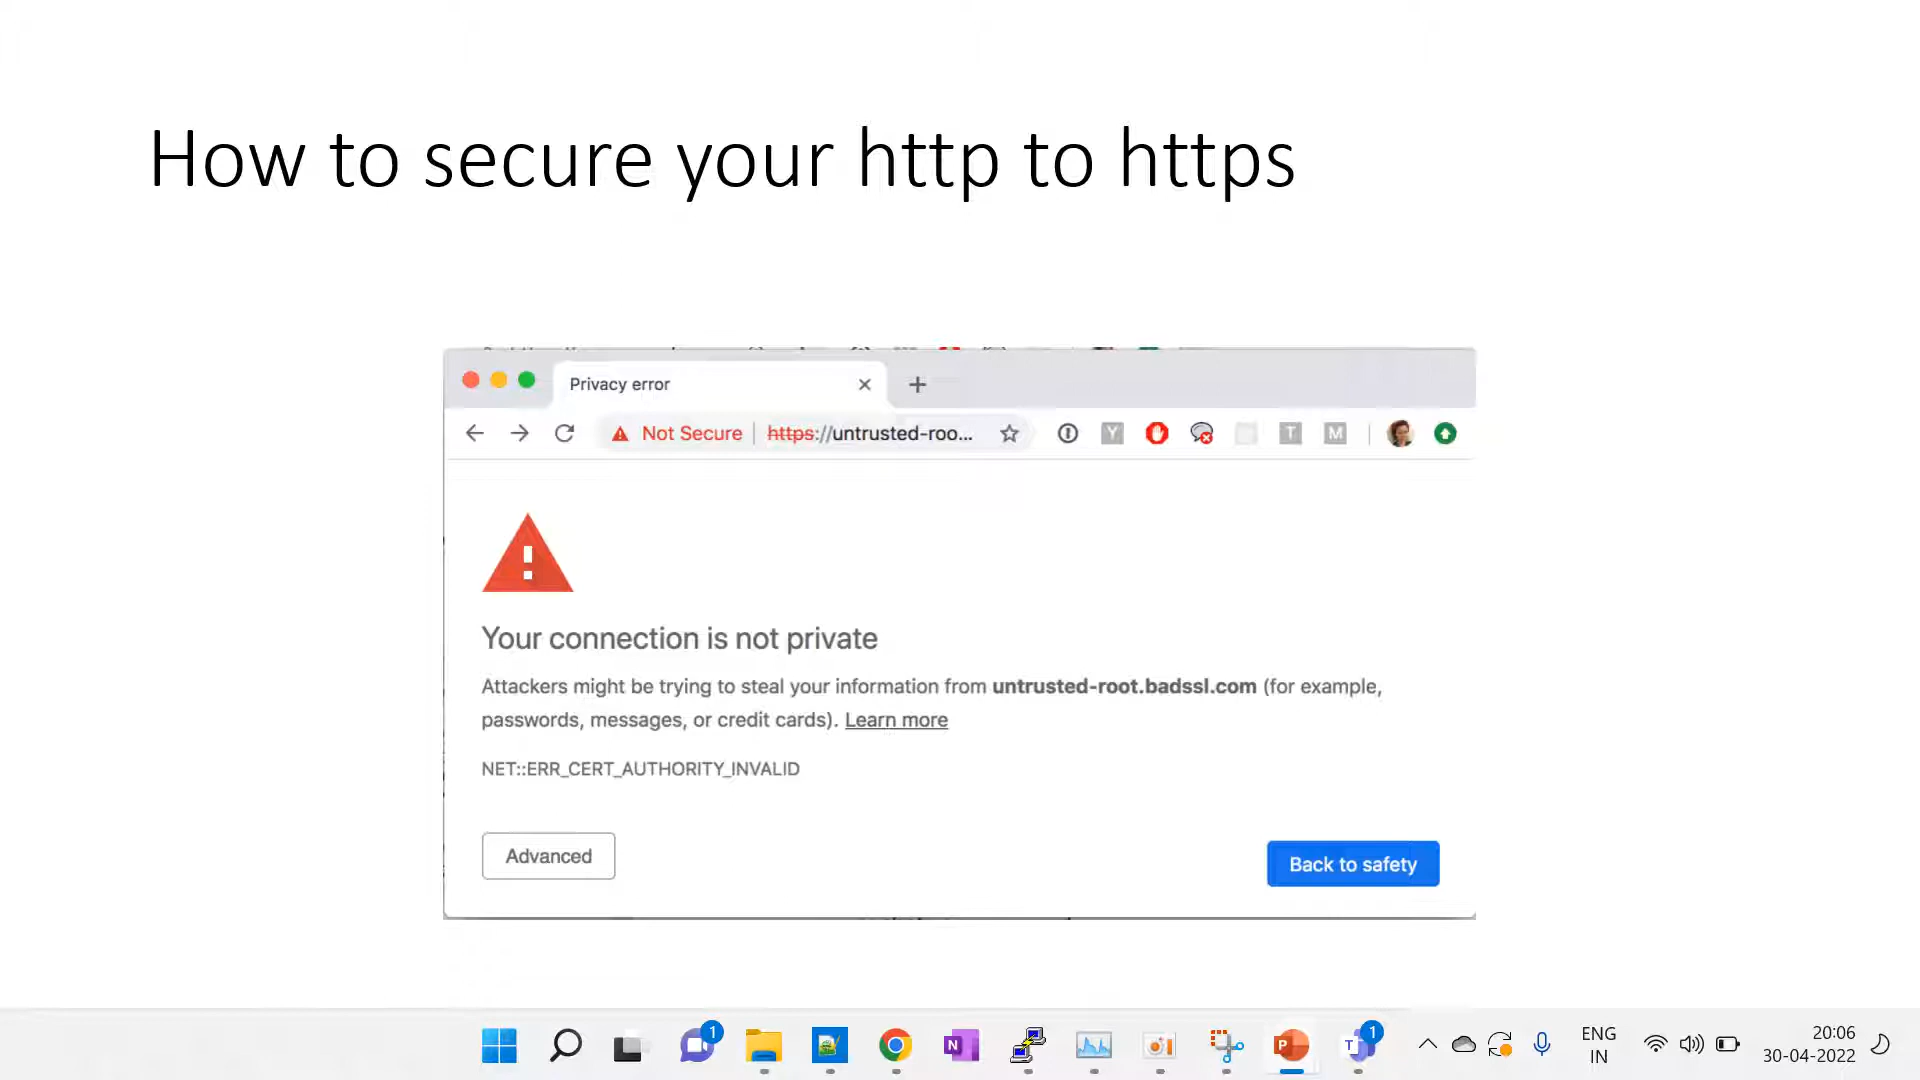 How to secure your http to https
Privacy error
Not Secure https://untrusted-roo...
Y T M
Your connection is not private
Attackers might be trying to steal your information from untrusted-root.badssl.com (for example,
passwords, messages, or credit cards). Learn more
NET::ERR_CERT_AUTHORITY_INVALID
Advanced
Back to safety
1
N
P
T
1
ENG
IN
20:06
30-04-2022